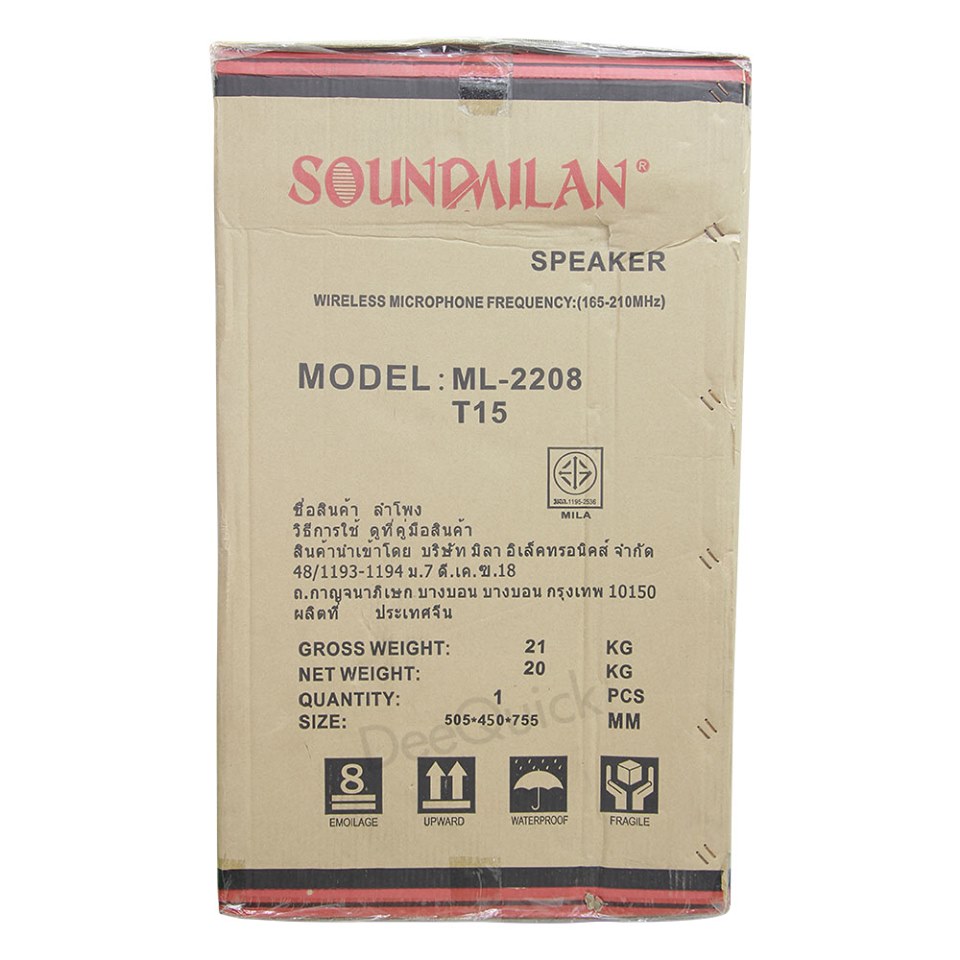 SOUNDMILAN®
SPEAKER
WIRELESS MICROPHONE FREQUENCY:(165-210MHz)
MODEL : ML-2208
T15
มอก.1195-2536
MILA
ชื่อสินค้า ลำโพง
วิธีการใช้ ดูที่คู่มือสินค้า
สินค้านำเข้าโดย บริษัท มิลา อิเล็คทรอนิคส์ จำกัด
48/1193-1194 ม.7 ดี.เค.ซ.18
ถ.กาญจนาภิเษก บางบอน บางบอน กรุงเทพ 10150
ผลิตที่ ประเทศจีน
GROSS WEIGHT: 21 KG
NET WEIGHT: 20 KG
QUANTITY: 1 PCS
SIZE: 505*450*755 MM
DeeQuick
8
EMOILAGE UPWARD WATERPROOF FRAGILE